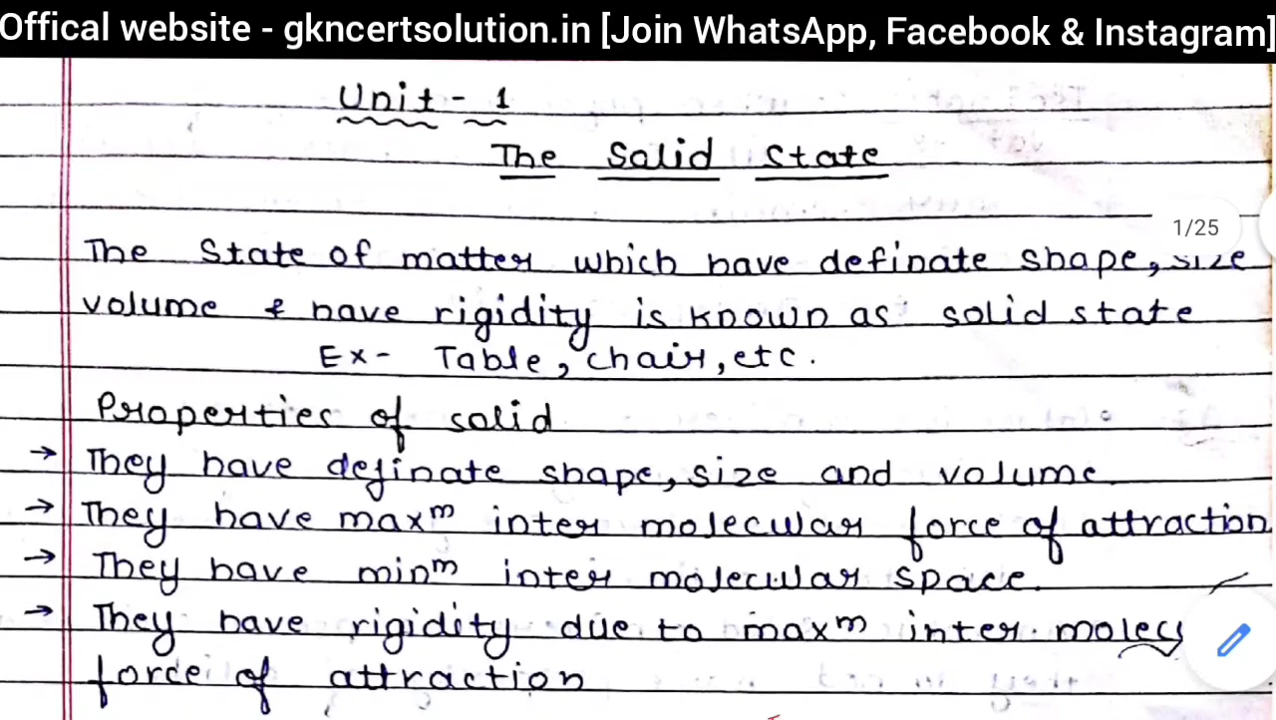 Offical website - gkncertsolution.in [Join WhatsApp, Facebook & Instagram]
Unit - 1
The Solid State
1/25
The State of matter which have definate shape, size
volume & have rigidity is known as solid state
Ex - Table, chair, etc.
Properties of solid
→ They have definate shape, size and volume.
→ They have maxᵐ inter molecular force of attraction
→ They have minᵐ inter molecular space.
→ They have rigidity due to maxᵐ inter molecu
force of attraction